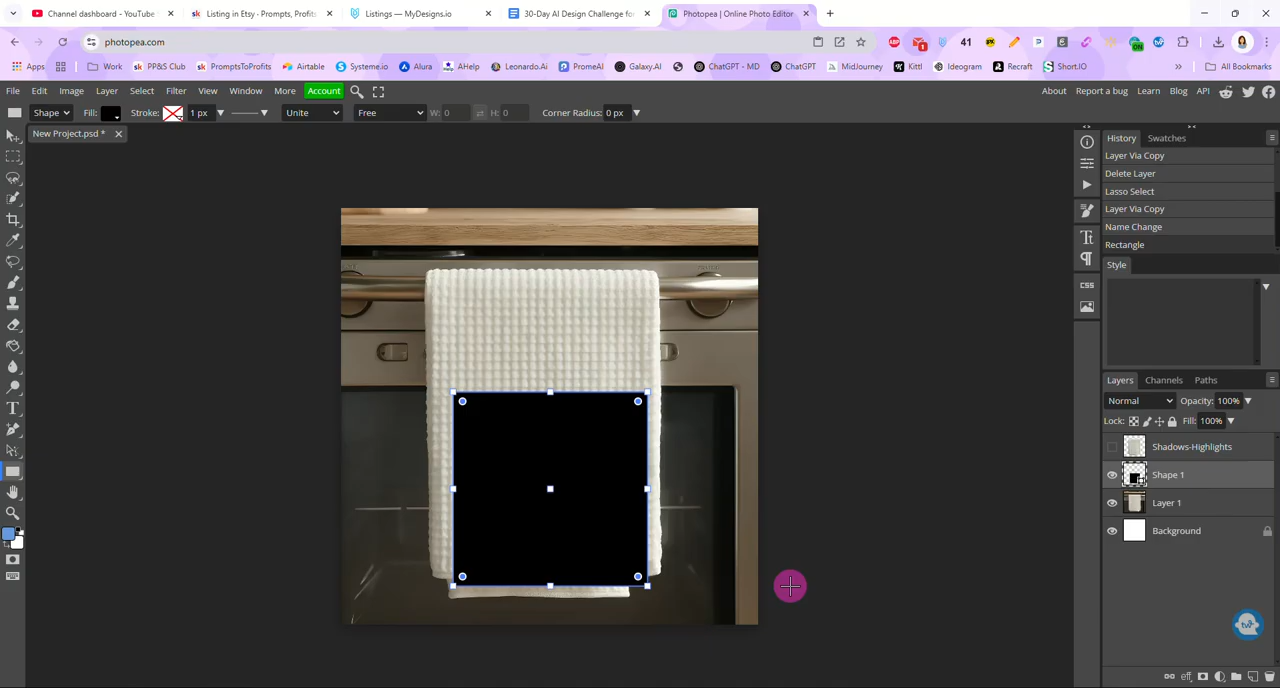 Channel dashboard - YouTube
Listing in Etsy - Prompts, Profits
Listings — MyDesigns.io
30-Day AI Design Challenge fo
Photopea | Online Photo Editor
photopea.com
41
1
ON
Apps
Work
PP&S Club
PromptsToProfits
Airtable
Systeme.io
Alura
AHelp
Leonardo.Ai
PromeAI
Galaxy.AI
ChatGPT - MD
ChatGPT
MidJourney
Kittl
Ideogram
Recraft
Short.IO
All Bookmarks
File Edit Image Layer Select Filter View Window More Account
About Report a bug Learn Blog API
Shape Fill: Stroke: 1 px Unite Free W: 0 H: 0 Corner Radius: 0 px
New Project.psd *
History Swatches
Layer Via Copy
Delete Layer
Lasso Select
Layer Via Copy
Name Change
Rectangle
Style
CSS
Layers Channels Paths
Normal Opacity: 100%
Lock: Fill: 100%
Shadows-Highlights
Shape 1
Layer 1
Background